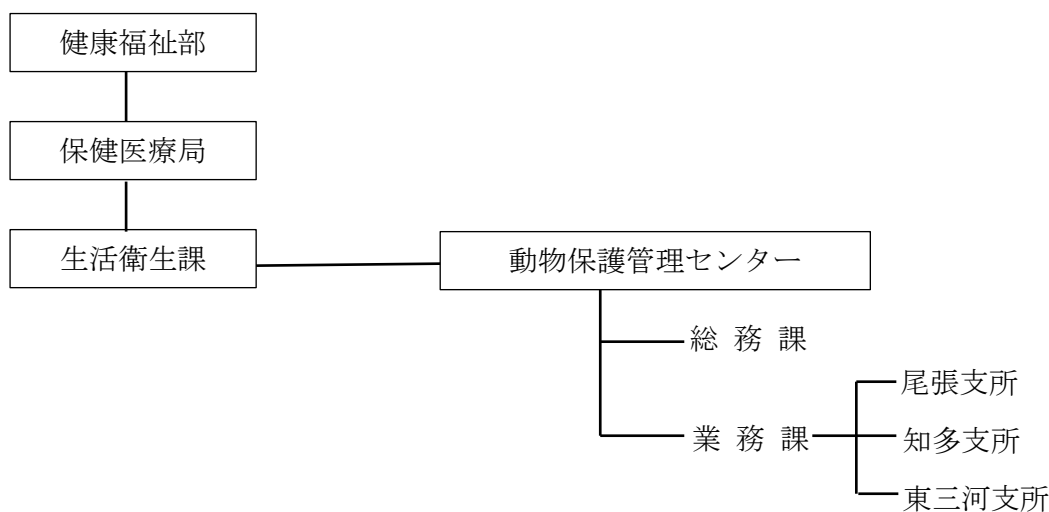 健康福祉部
保健医療局
生活衛生課
動物保護管理センター
総 務 課
業 務 課
尾張支所
知多支所
東三河支所